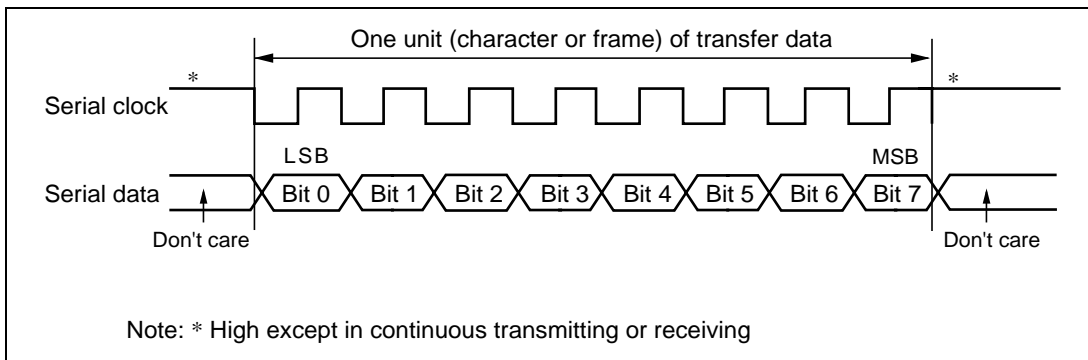 One unit (character or frame) of transfer data
* *
Serial clock
LSB MSB
Serial data Bit 0 Bit 1 Bit 2 Bit 3 Bit 4 Bit 5 Bit 6 Bit 7
Don't care Don't care
Note: * High except in continuous transmitting or receiving